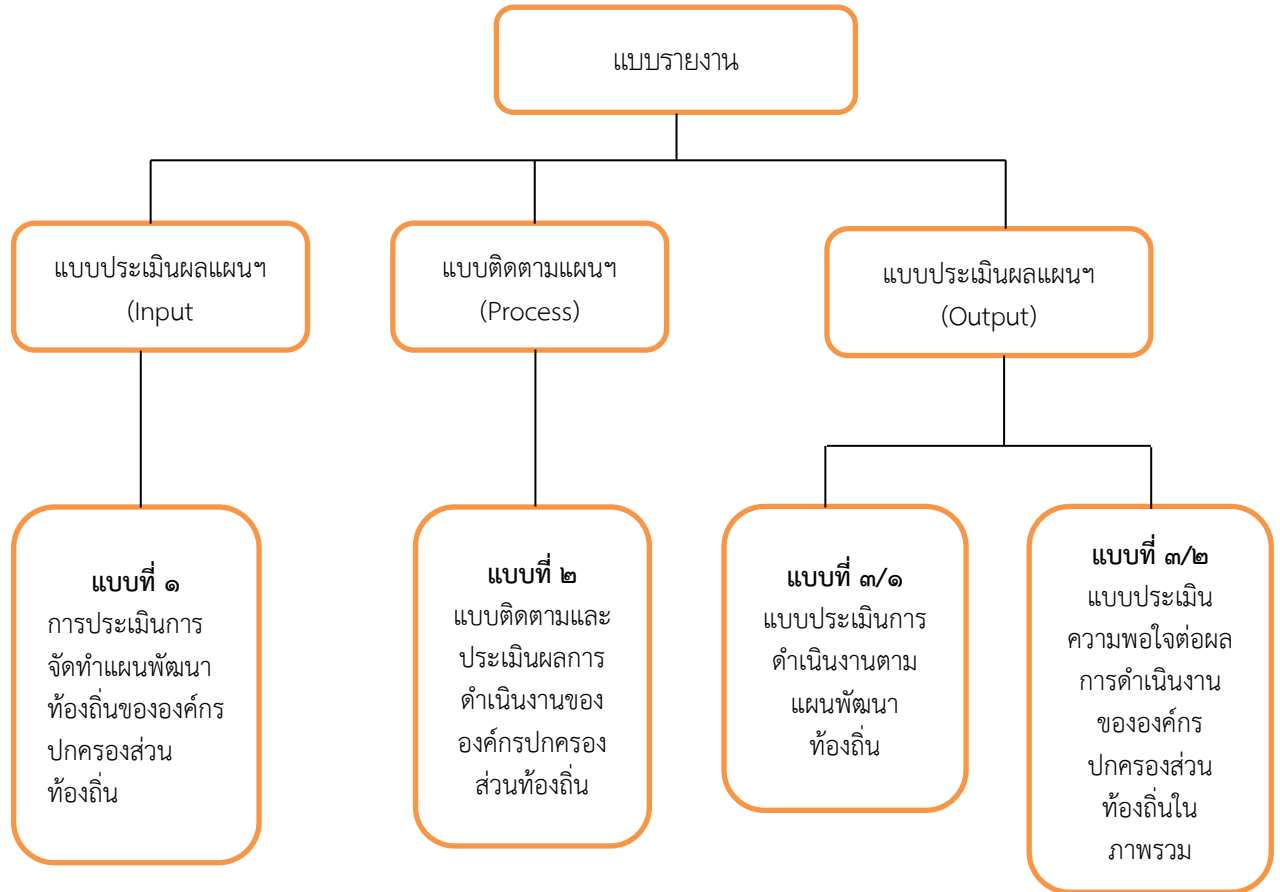 แบบรายงาน
แบบประเมินผลแผนฯ
(Input
แบบติดตามแผนฯ
(Process)
แบบประเมินผลแผนฯ
(Output)
แบบที่ ๑
การประเมินการ
จัดทำแผนพัฒนา
ท้องถิ่นขององค์กร
ปกครองส่วน
ท้องถิ่น
แบบที่ ๒
แบบติดตามและ
ประเมินผลการ
ดำเนินงานของ
องค์กรปกครอง
ส่วนท้องถิ่น
แบบที่ ๓/๑
แบบประเมินการ
ดำเนินงานตาม
แผนพัฒนา
ท้องถิ่น
แบบที่ ๓/๒
แบบประเมิน
ความพอใจต่อผล
การดำเนินงาน
ขององค์กร
ปกครองส่วน
ท้องถิ่นใน
ภาพรวม